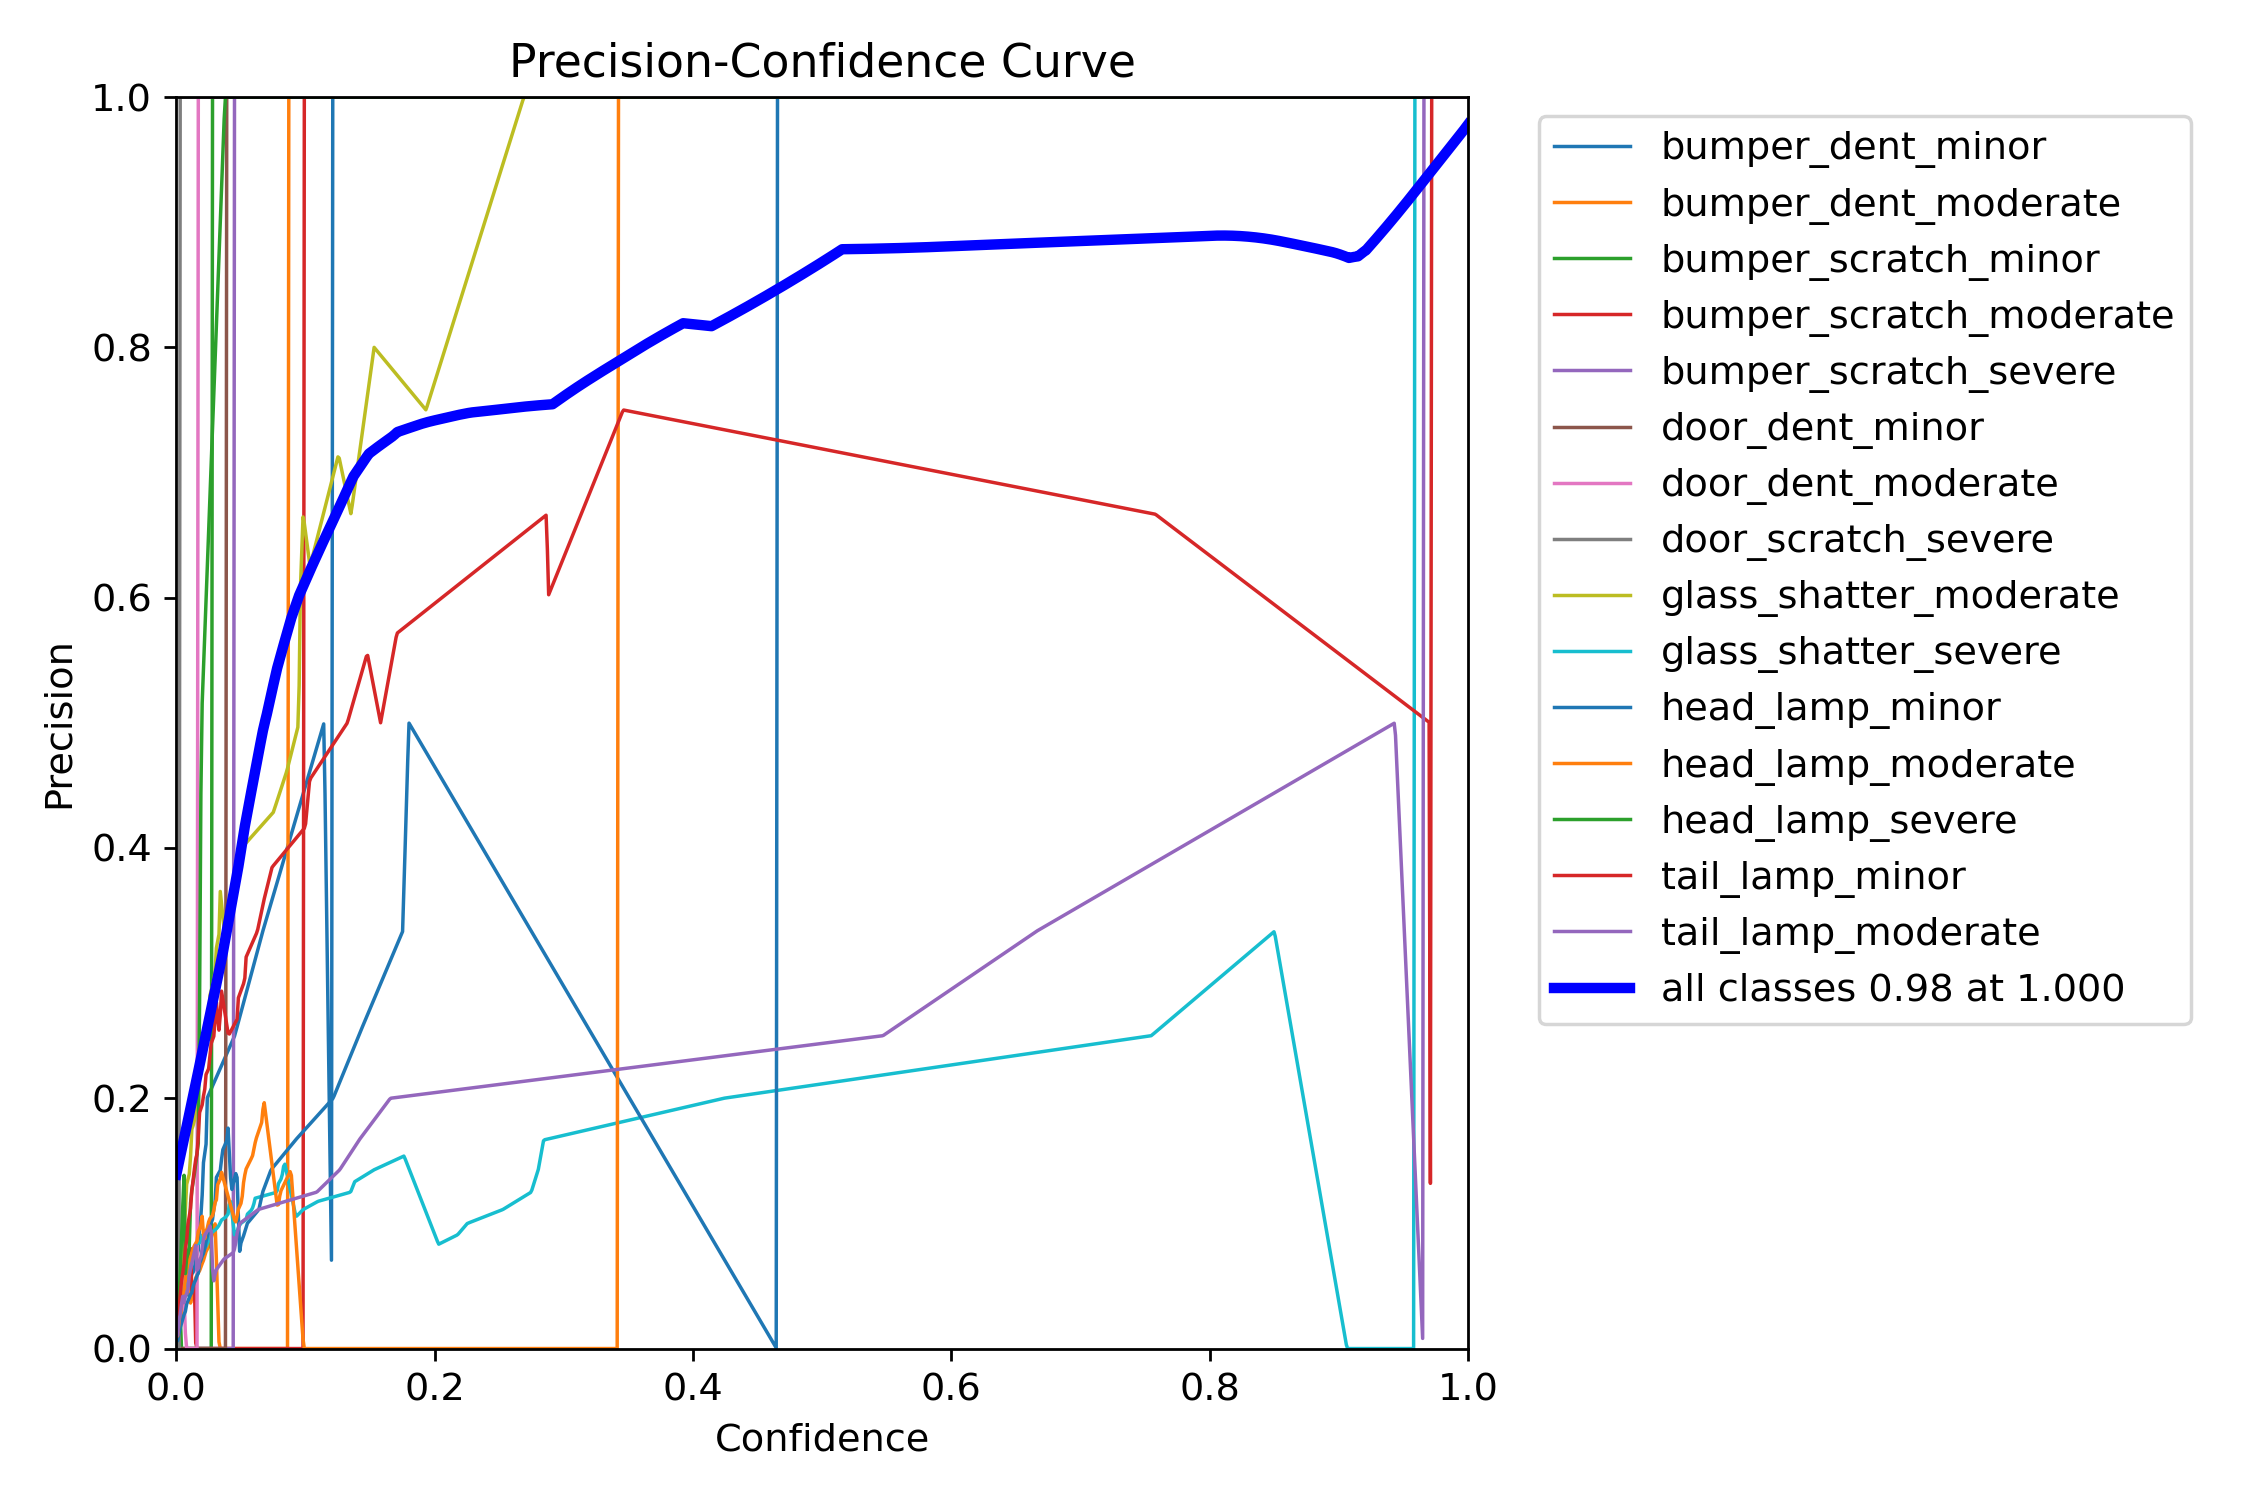 Precision-Confidence Curve
1.0
0.8
0.6
0.4
0.2
0.0
Precision
0.0 0.2 0.4 0.6 0.8 1.0
Confidence
bumper_dent_minor
bumper_dent_moderate
bumper_scratch_minor
bumper_scratch_moderate
bumper_scratch_severe
door_dent_minor
door_dent_moderate
door_scratch_severe
glass_shatter_moderate
glass_shatter_severe
head_lamp_minor
head_lamp_moderate
head_lamp_severe
tail_lamp_minor
tail_lamp_moderate
all classes 0.98 at 1.000